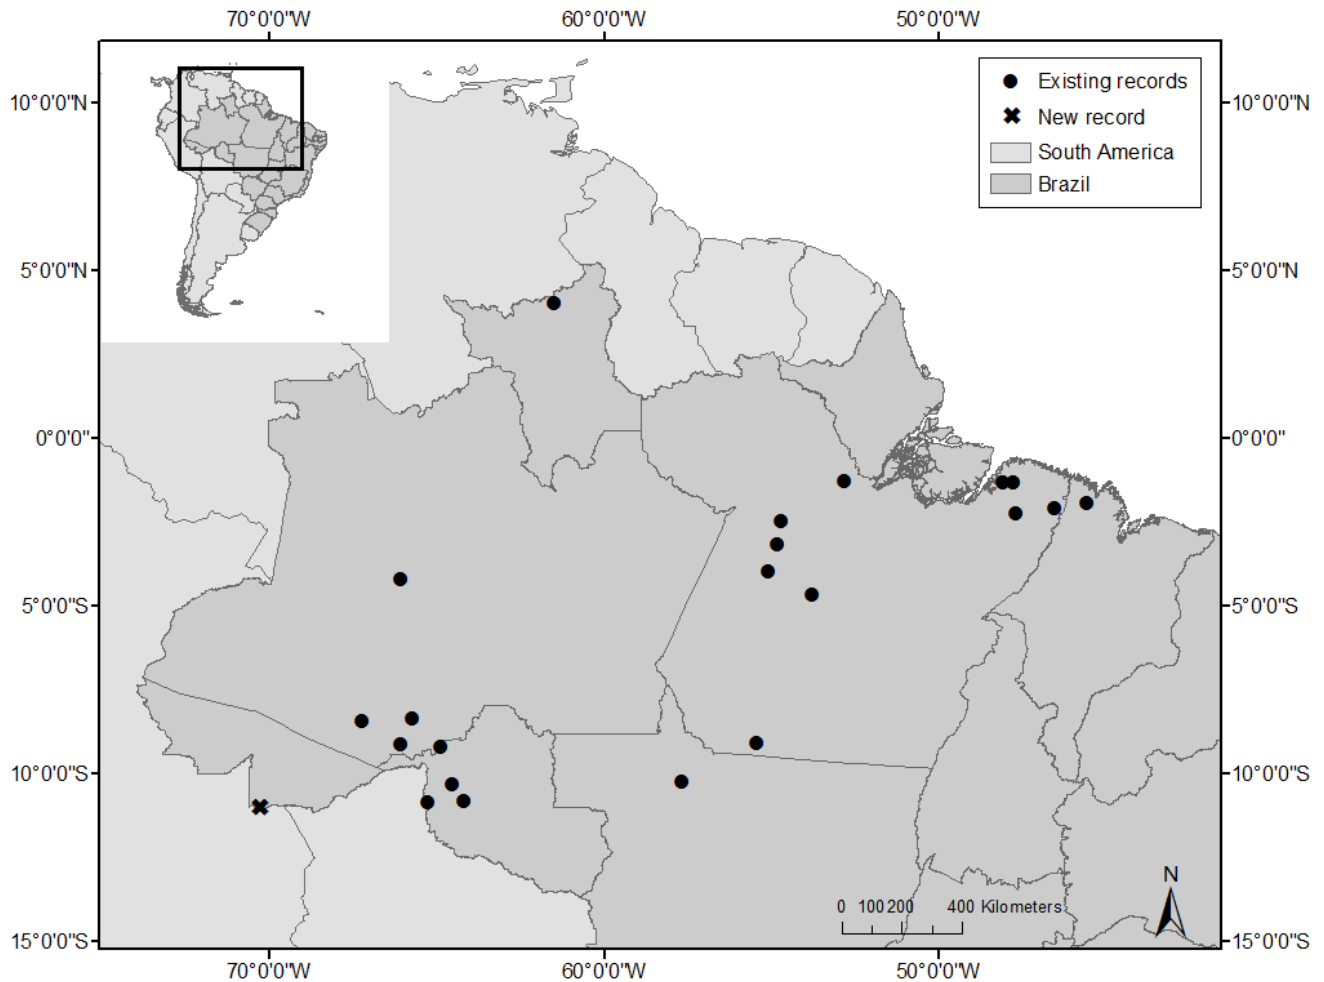 70°0'0"W 60°0'0"W 50°0'0"W
Existing records
10°0'0"N 10°0'0"N
New record
South America
Brazil
5°0'0"N 5°0'0"N
0°0'0" 0°0'0"
5°0'0"S 5°0'0"S
10°0'0"S 10°0'0"S
N
0 100 200 400 Kilometers
15°0'0"S 15°0'0"S
70°0'0"W 60°0'0"W 50°0'0"W